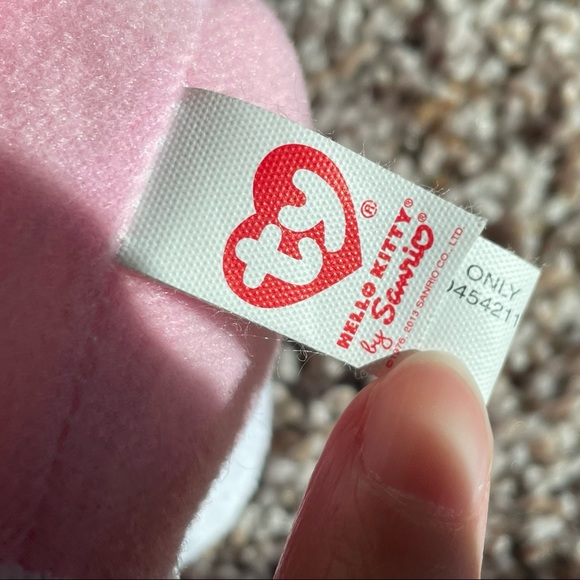 ty®
HELLO KITTY®
by Sanrio®
©1976, 2013 SANRIO CO., LTD
ONLY
)454211